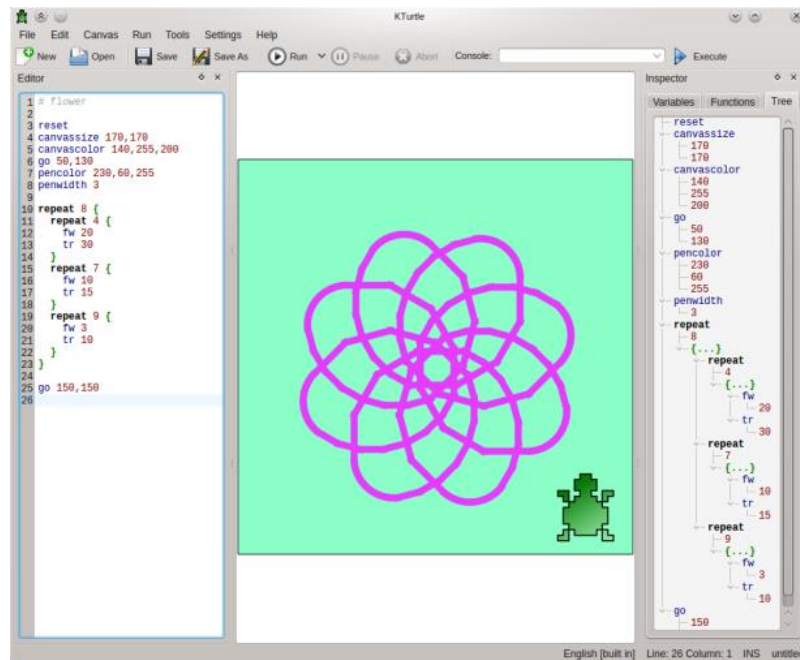 KTurtle
File Edit Canvas Run Tools Settings Help
New Open Save Save As Run Pause Abort Console: Execute
Editor
1 # flower
2
3 reset
4 canvassize 170,170
5 canvascolor 140,255,200
6 go 50,130
7 pencolor 230,60,255
8 penwidth 3
9
10 repeat 8 {
11 repeat 4 {
12 fw 20
13 tr 30
14 }
15 repeat 7 {
16 fw 10
17 tr 15
18 }
19 repeat 9 {
20 fw 3
21 tr 10
22 }
23 }
24
25 go 150,150
26
Inspector
Variables Functions Tree
reset
canvassize
170
170
canvascolor
140
255
200
go
50
130
pencolor
230
60
255
penwidth
3
repeat
8
{...}
repeat
4
{...}
fw
20
tr
30
repeat
7
{...}
fw
10
tr
15
repeat
9
{...}
fw
3
tr
10
go
150
English [built in] Line: 26 Column: 1 INS untitle